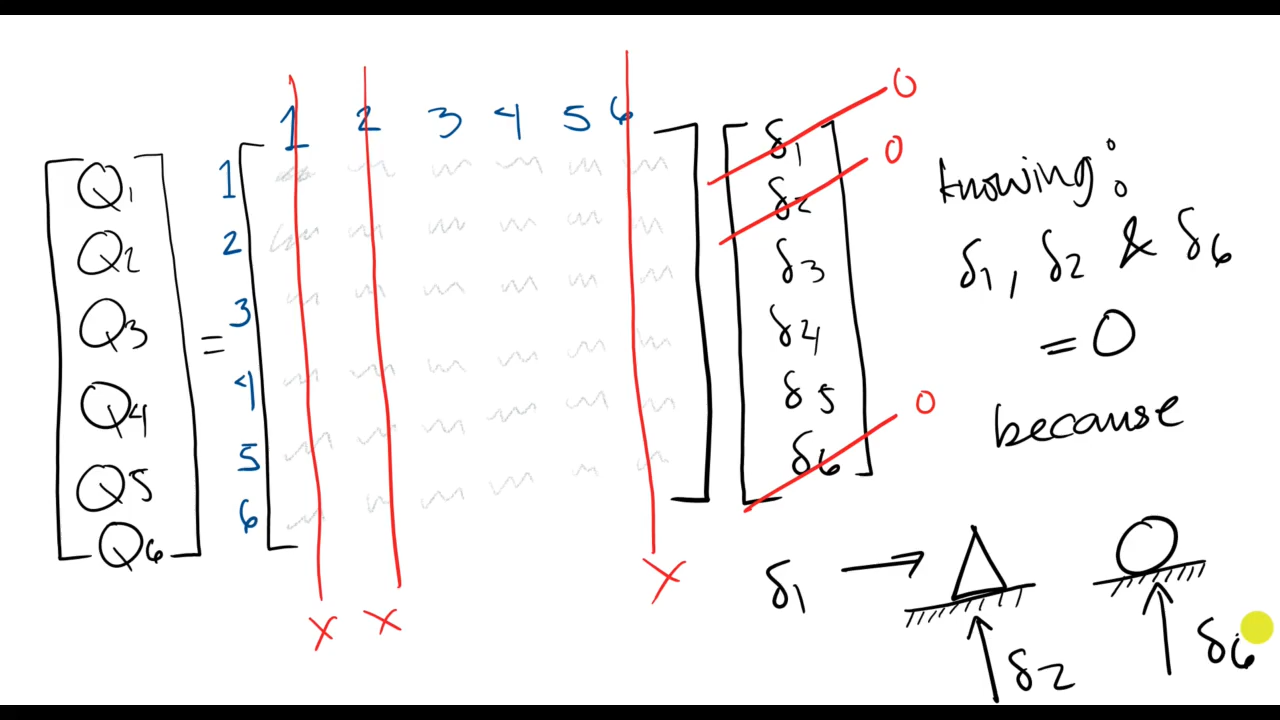 1 2 3 4 5 6
0
0
Q1
Q2
Q3
Q4
Q5
Q6
=
1
2
3
4
5
6
δ1
δ2
δ3
δ4
δ5
δ6
0
X X X
knowing:
δ1, δ2 & δ6
= 0
because
δ1
δ2
δ6